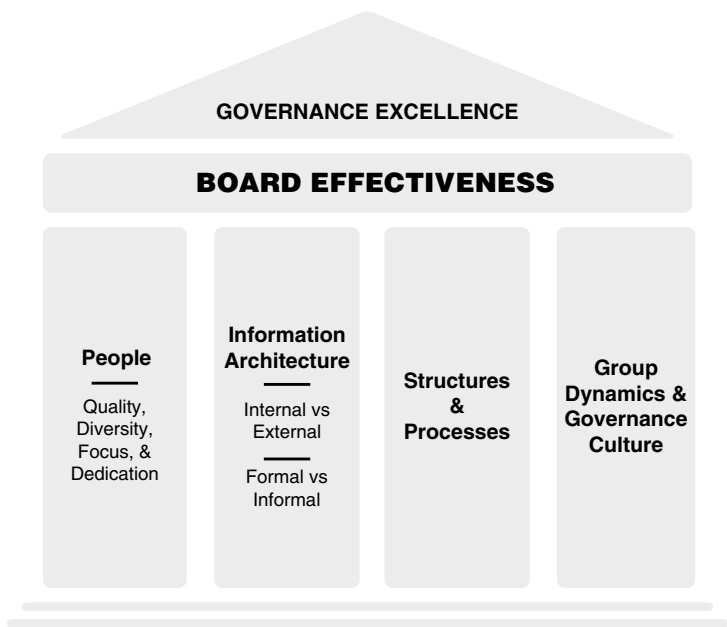 GOVERNANCE EXCELLENCE
BOARD EFFECTIVENESS
People
Quality,
Diversity,
Focus, &
Dedication
Information
Architecture
Internal vs
External
Formal vs
Informal
Structures
&
Processes
Group
Dynamics &
Governance
Culture